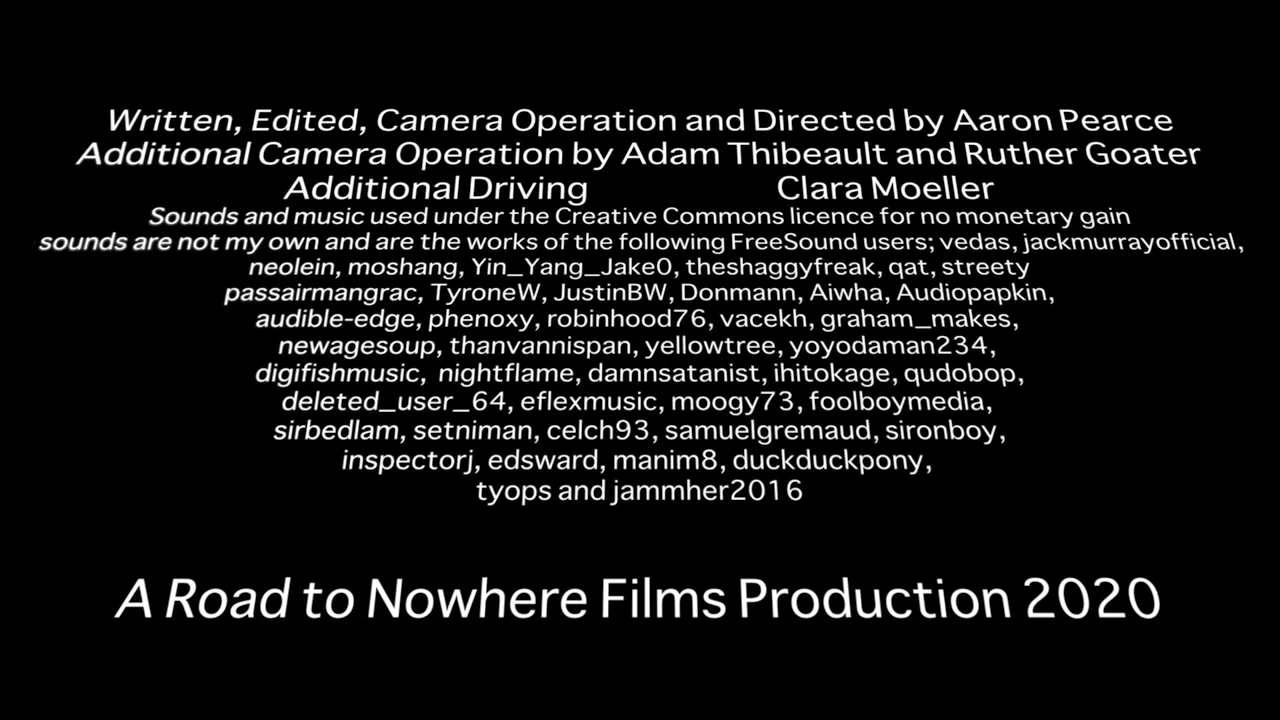 Written, Edited, Camera Operation and Directed by Aaron Pearce
Additional Camera Operation by Adam Thibeault and Ruther Goater
Additional Driving Clara Moeller
Sounds and music used under the Creative Commons licence for no monetary gain
sounds are not my own and are the works of the following FreeSound users; vedas, jackmurrayofficial,
neolein, moshang, Yin_Yang_Jake0, theshaggyfreak, qat, streety
passairmangrac, TyroneW, JustinBW, Donmann, Aiwha, Audiopapkin,
audible-edge, phenoxy, robinhood76, vacekh, graham_makes,
newagesoup, thanvannispan, yellowtree, yoyodaman234,
digifishmusic, nightflame, damnsatanist, ihitokage, qudobop,
deleted_user_64, eflexmusic, moogy73, foolboymedia,
sirbedlam, setniman, celch93, samuelgremaud, sironboy,
inspectorj, edsward, manim8, duckduckpony,
tyops and jammher2016
A Road to Nowhere Films Production 2020